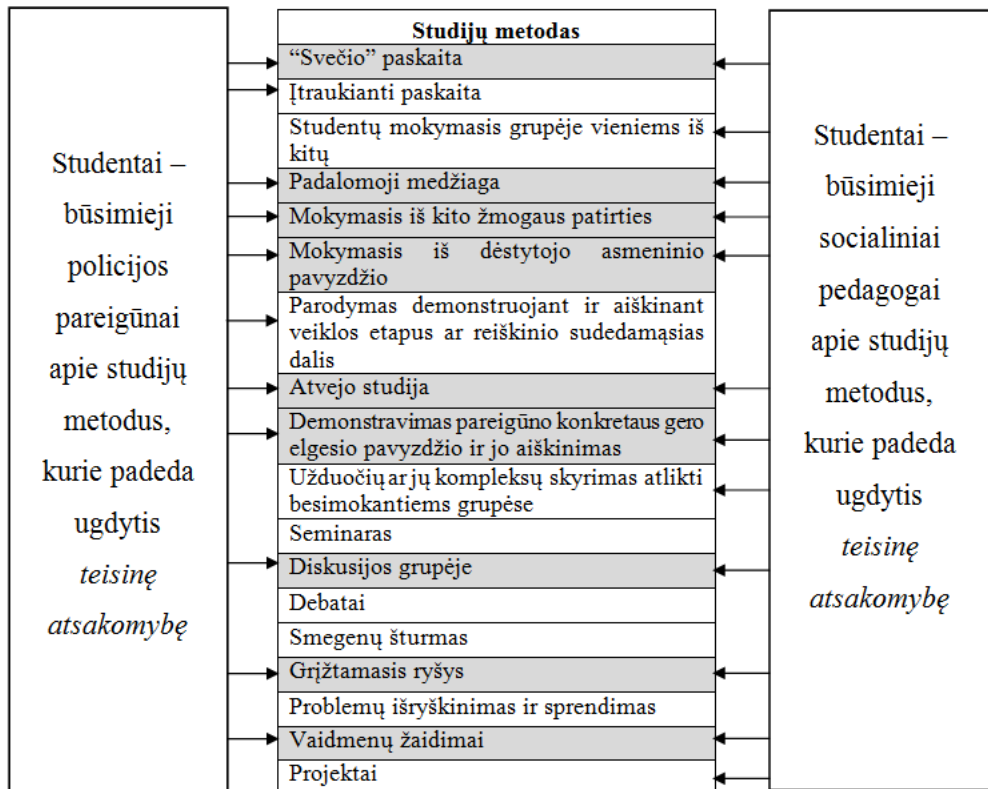 Studentai –
būsimieji
policijos
pareigūnai
apie studijų
metodus,
kurie padeda
ugdytis
teisinę
atsakomybę
Studijų metodas
“Svečio” paskaita
Įtraukianti paskaita
Studentų mokymasis grupėje vieniems iš
kitų
Padalomoji medžiaga
Mokymasis iš kito žmogaus patirties
Mokymasis iš dėstytojo asmeninio
pavyzdžio
Parodymas demonstruojant ir aiškinant
veiklos etapus ar reiškinio sudedamąsias
dalis
Atvejo studija
Demonstravimas pareigūno konkretaus gero
elgesio pavyzdžio ir jo aiškinimas
Užduočių ar jų kompleksų skyrimas atlikti
besimokantiems grupėse
Seminaras
Diskusijos grupėje
Debatai
Smegenų šturmas
Grįžtamasis ryšys
Problemų išryškinimas ir sprendimas
Vaidmenų žaidimai
Projektai
Studentai –
būsimieji
socialiniai
pedagogai
apie studijų
metodus,
kurie padeda
ugdytis
teisinę
atsakomybę